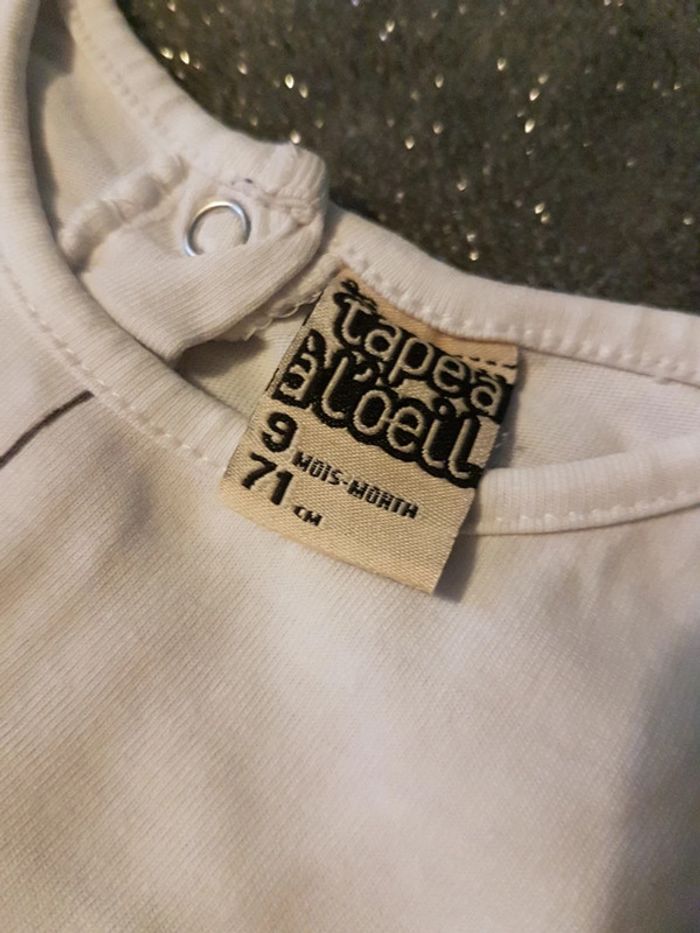 tape à
à l'oeil
9 MOIS-MONTH
71 CM